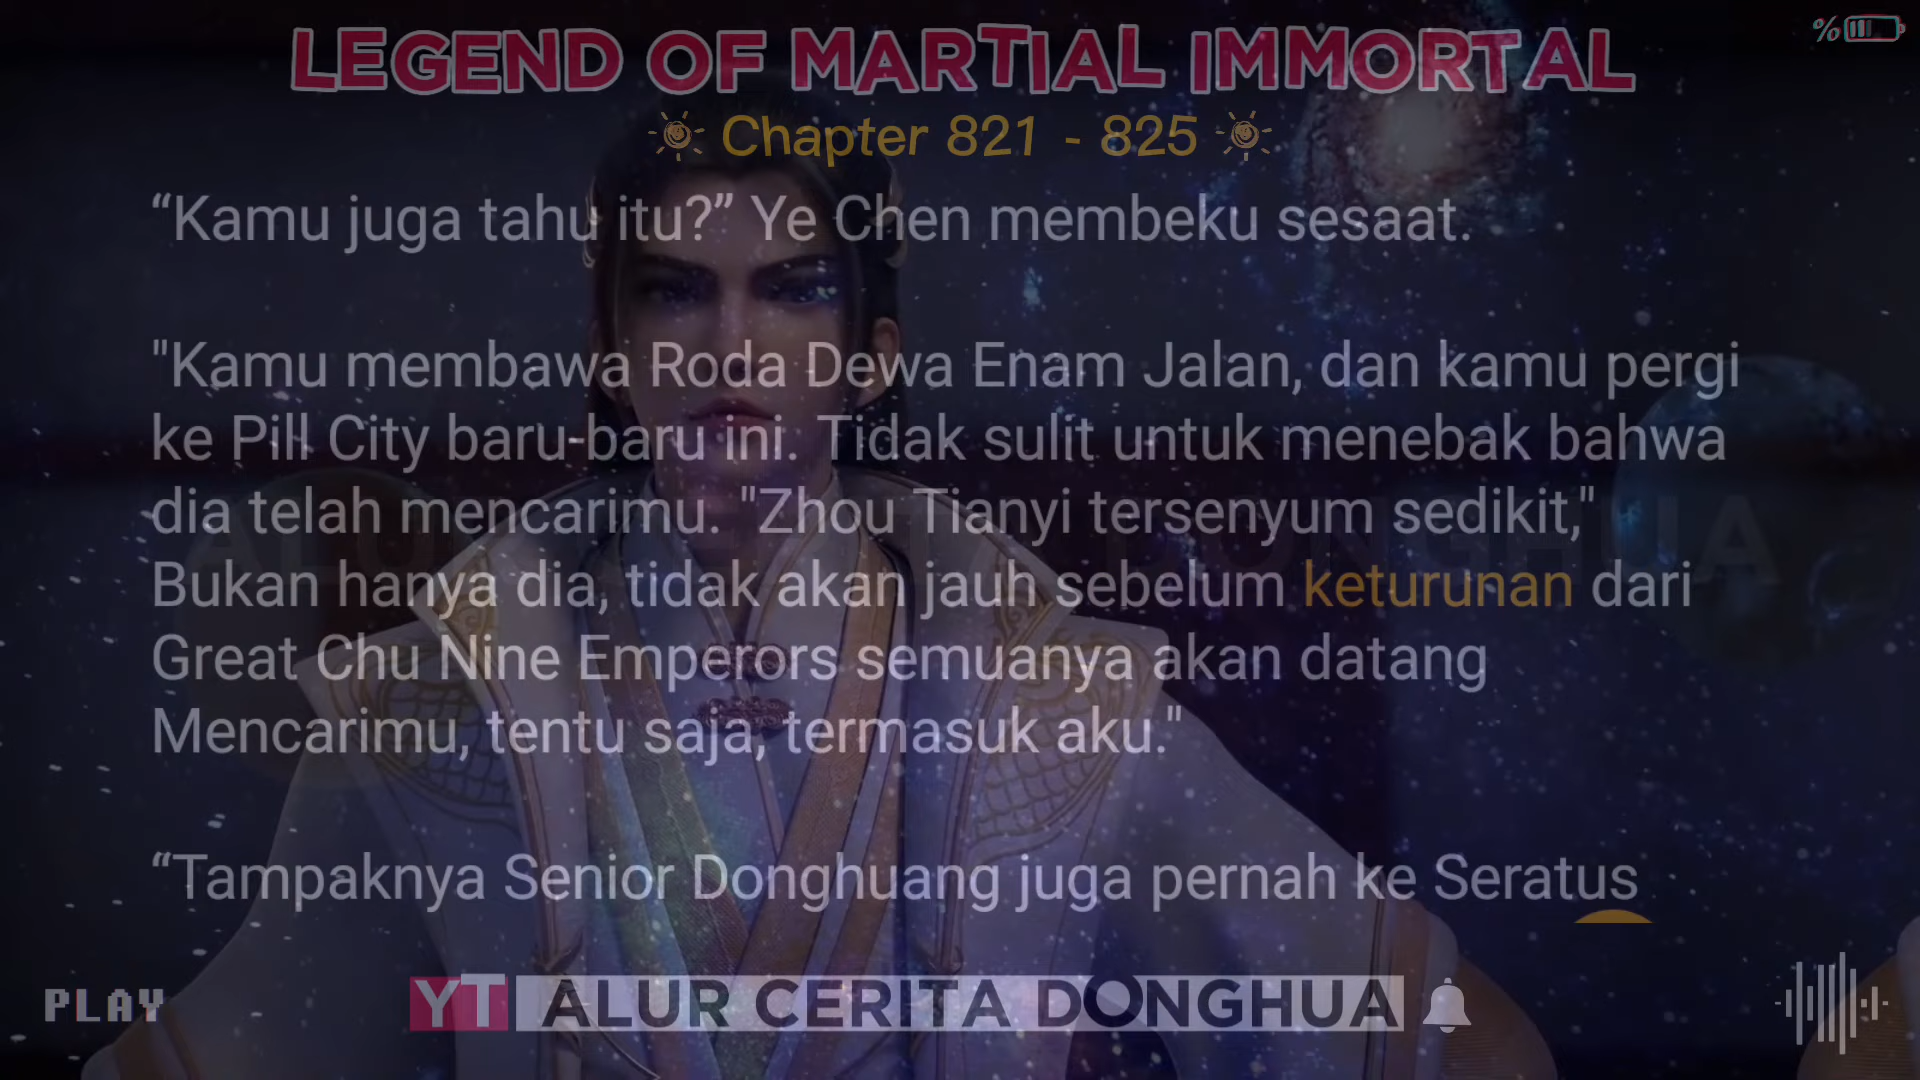 LEGEND OF MARTIAL IMMORTAL
%
Chapter 821 - 825
“Kamu juga tahu itu?” Ye Chen membeku sesaat.
"Kamu membawa Roda Dewa Enam Jalan, dan kamu pergi
ke Pill City baru-baru ini. Tidak sulit untuk menebak bahwa
dia telah mencarimu. "Zhou Tianyi tersenyum sedikit,"
Bukan hanya dia, tidak akan jauh sebelum keturunan dari
Great Chu Nine Emperors semuanya akan datang
Mencarimu, tentu saja, termasuk aku."
“Tampaknya Senior Donghuang juga pernah ke Seratus
PLAY
YT ALUR CERITA DONGHUA